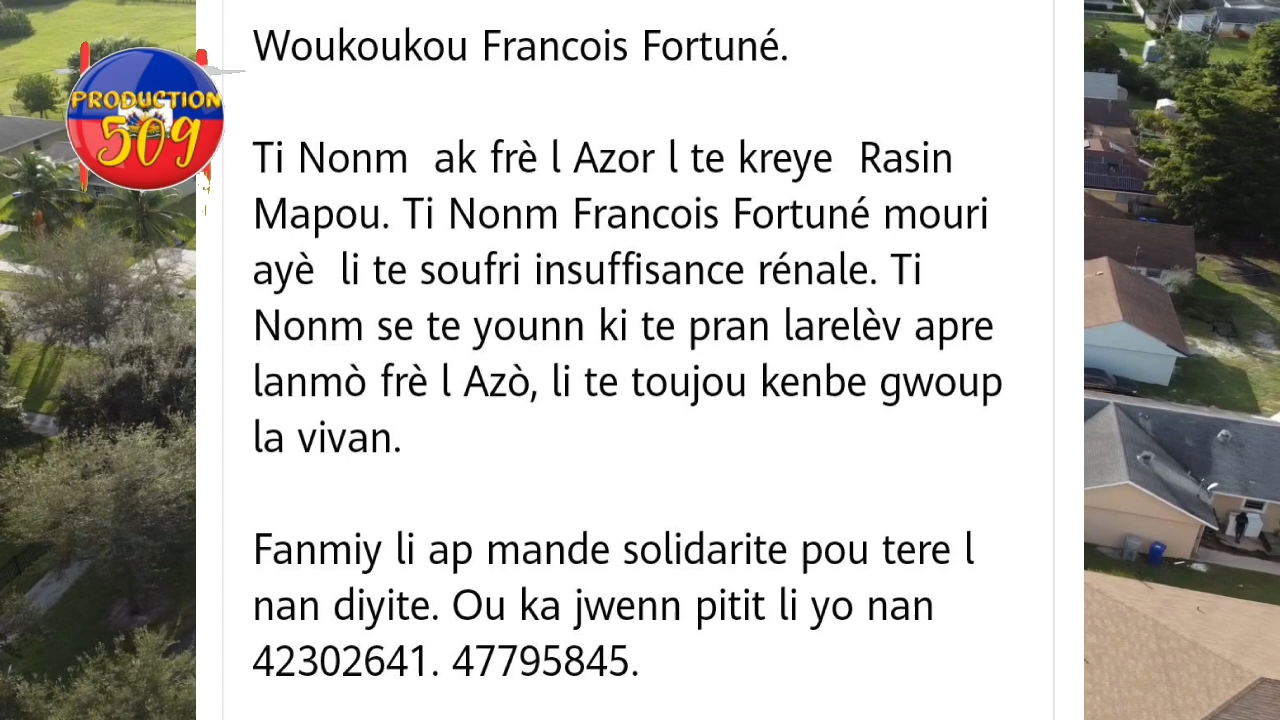 PRODUCTION
509
Woukoukou Francois Fortuné.
Ti Nonm ak frè l Azor l te kreye Rasin
Mapou. Ti Nonm Francois Fortuné mouri
ayè li te soufri insuffisance rénale. Ti
Nonm se te younn ki te pran larelèv apre
lanmò frè l Azò, li te toujou kenbe gwoup
la vivan.
Fanmiy li ap mande solidarite pou tere l
nan diyite. Ou ka jwenn pitit li yo nan
42302641. 47795845.